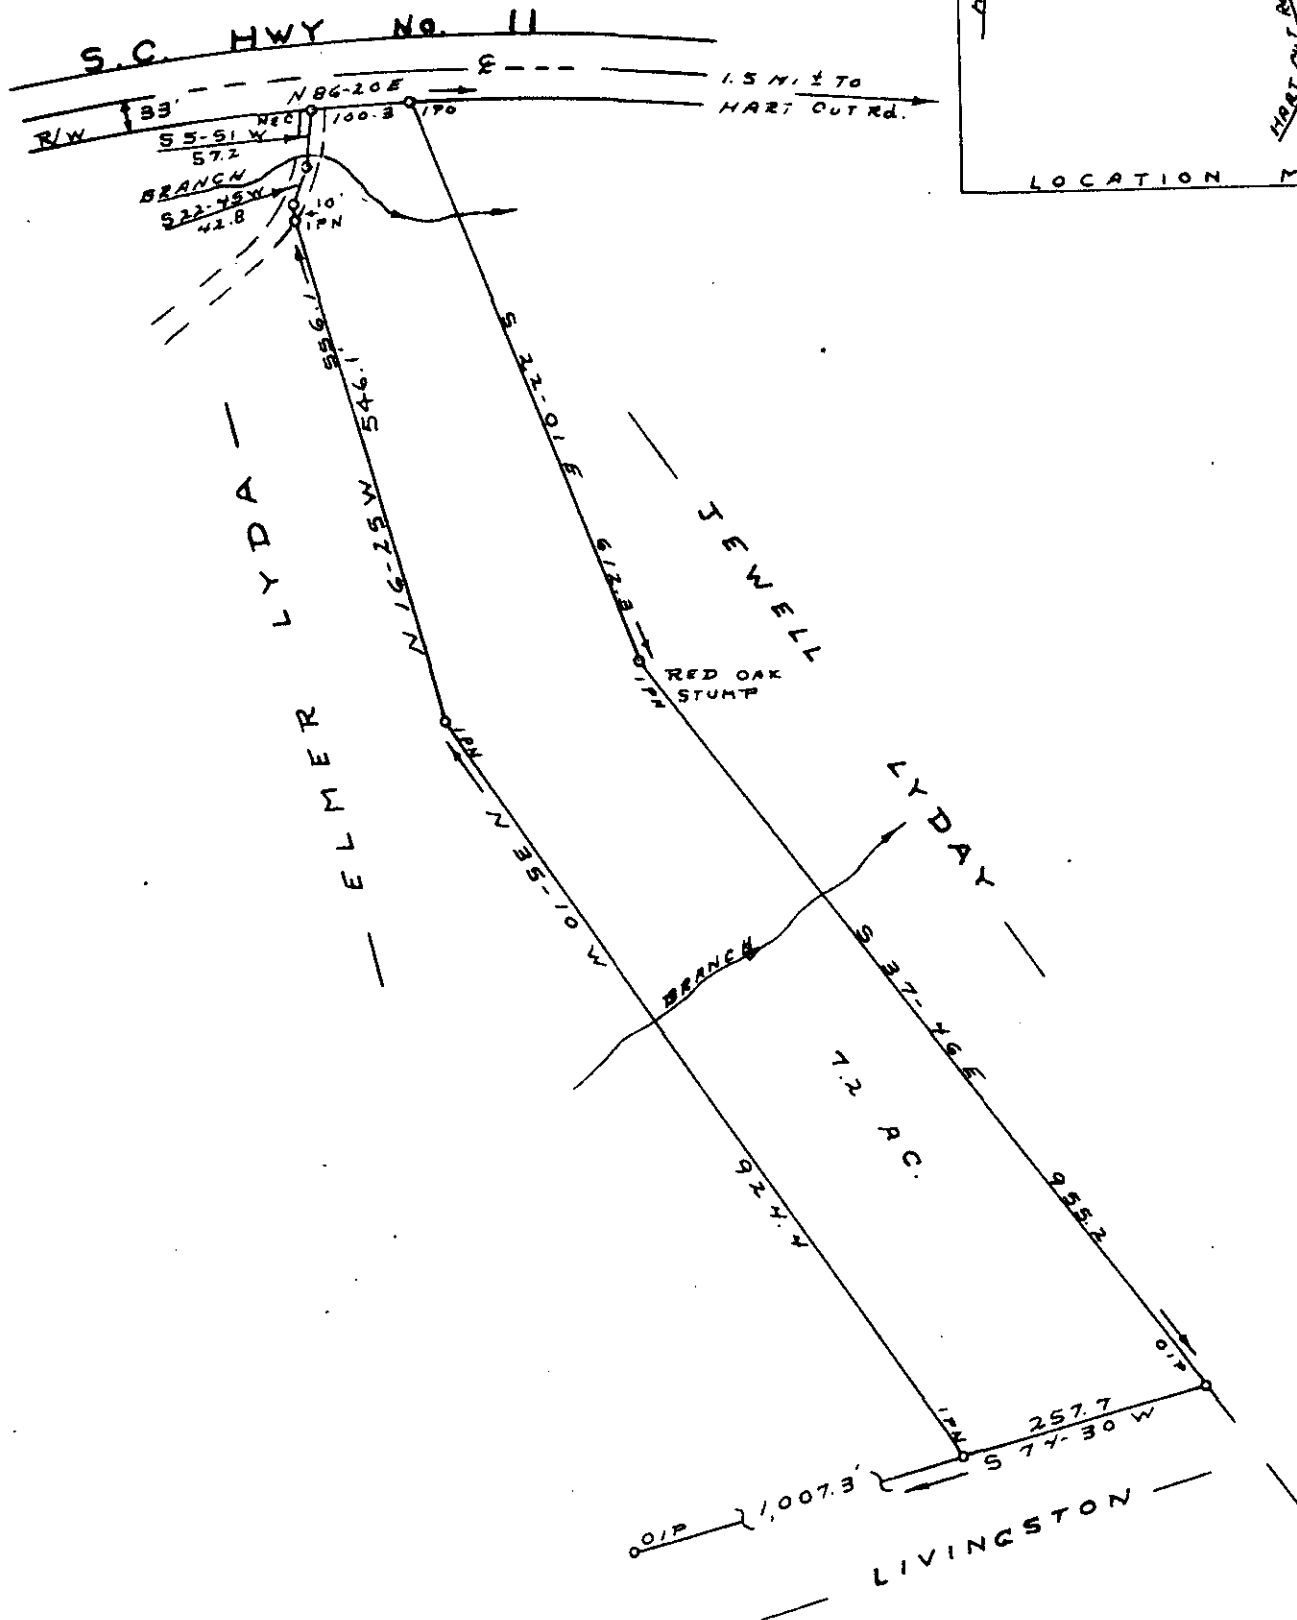 S.C. HWY No. 11
33'
R/W
N 86-20 E
100.3
IPO
1.5 Mi. ± TO
HART CUT Rd.
N & C
S 5-51 W
57.2
BRANCH
S 22-45 W
42.8
10'
IPN
LOCATION
556.1'
546.1'
N 16-25 W
S 22-01 E
612.3
IPN
RED OAK
STUMP
JEWELL LYDAY
ELMER LYDA
IPN
N 35-10 W
924.4
BRANCH
S 37-46 E
955.2
7.2 AC.
OIP
IPN
257.7
S 74-30 W
1,007.3'
OIP
LIVINGSTON